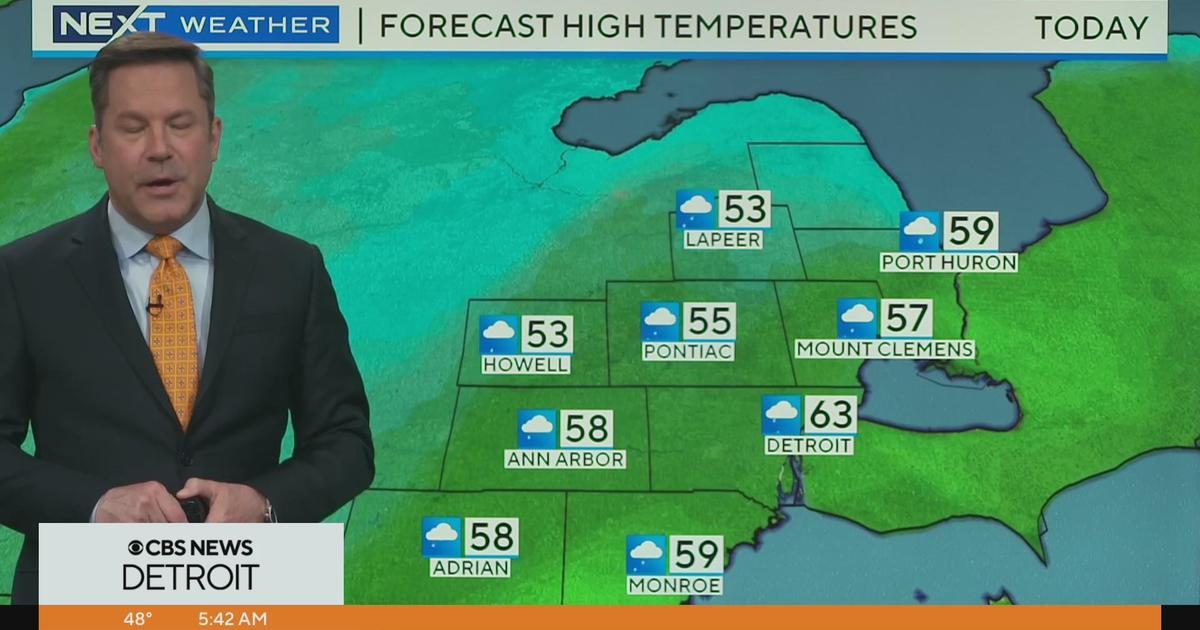 NEXT WEATHER | FORECAST HIGH TEMPERATURES TODAY
53
LAPEER
59
PORT HURON
53
HOWELL
55
PONTIAC
57
MOUNT CLEMENS
58
ANN ARBOR
63
DETROIT
58
ADRIAN
59
MONROE
CBS NEWS
DETROIT
48° 5:42 AM